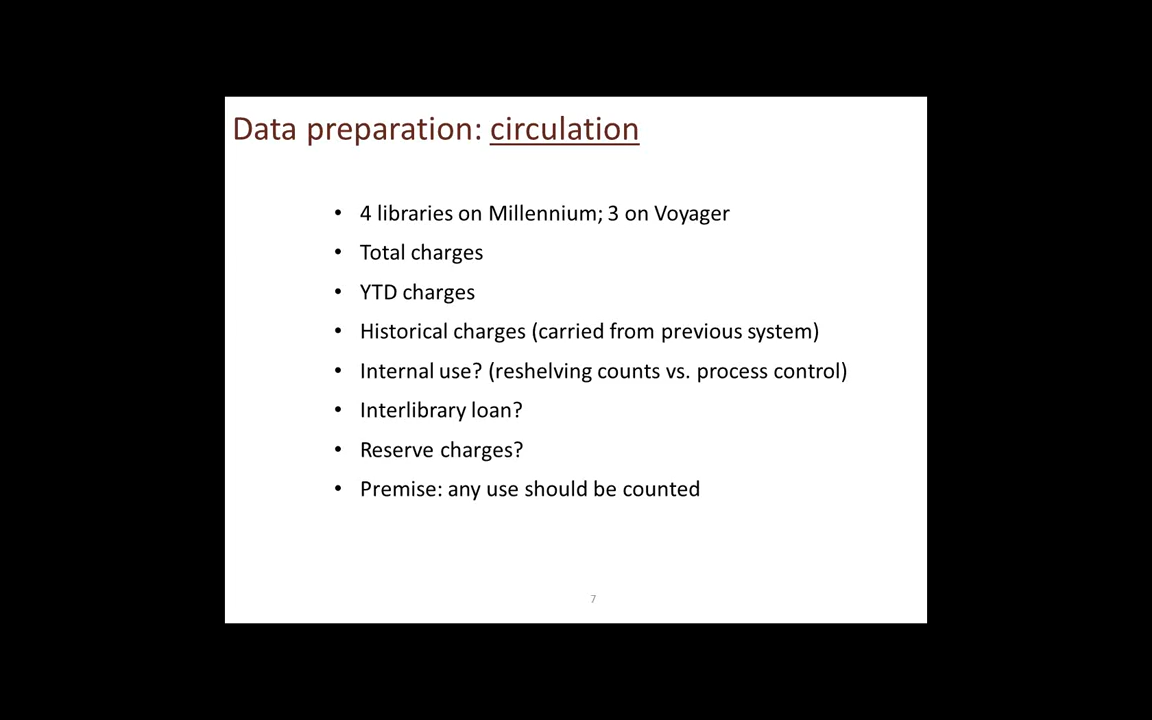 Data preparation: circulation
• 4 libraries on Millennium; 3 on Voyager
• Total charges
• YTD charges
• Historical charges (carried from previous system)
• Internal use? (reshelving counts vs. process control)
• Interlibrary loan?
• Reserve charges?
• Premise: any use should be counted
7